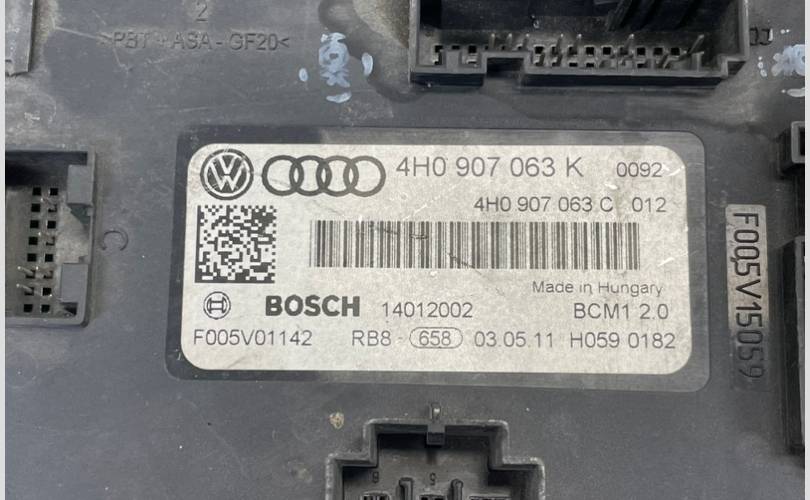 2
>PBT+ASA-GF20<
4H0 907 063 K 0092
4H0 907 063 C 012
Made in Hungary
BOSCH 14012002 BCM1 2.0
F005V01142 RB8- 658 03.05.11 H059 0182
F005V15059